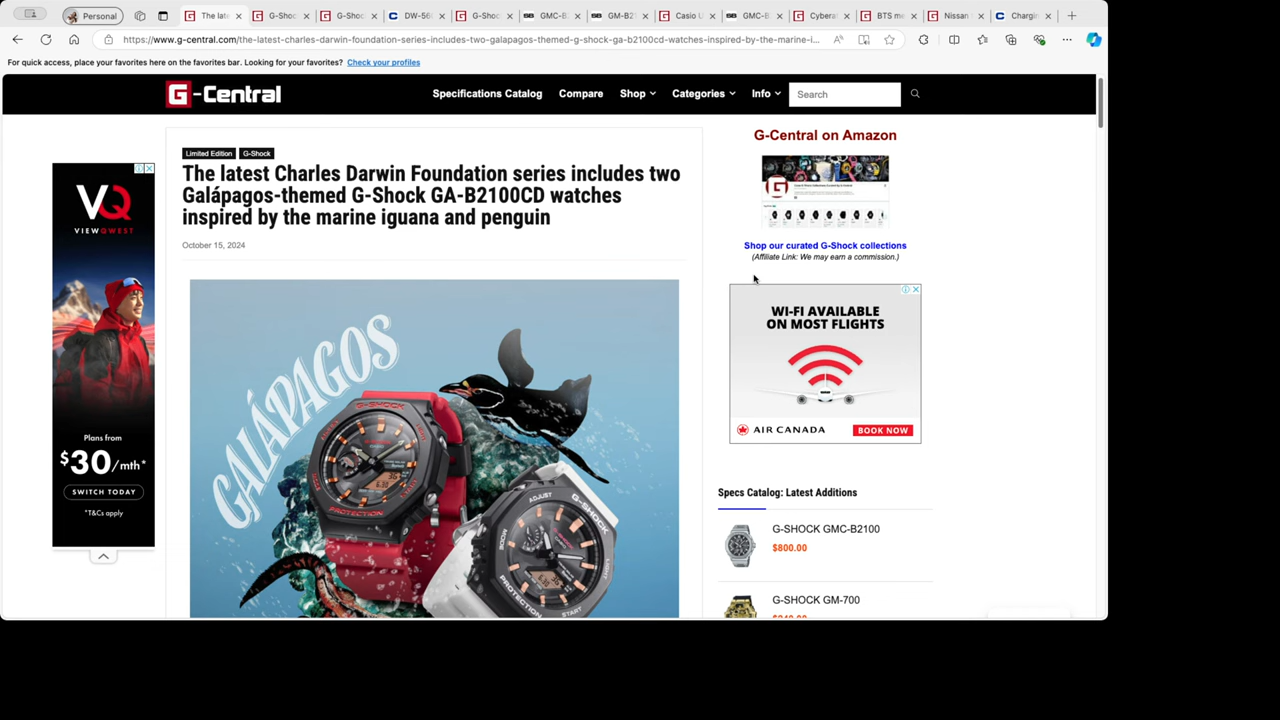 Personal
The late
G-Shoc
G-Shoc
DW-56
G-Shoc
GMC-B
GM-B21
Casio U
GMC-B
Cyberat
BTS me
Nissan
Chargin
https://www.g-central.com/the-latest-charles-darwin-foundation-series-includes-two-galapagos-themed-g-shock-ga-b2100cd-watches-inspired-by-the-marine-i...
For quick access, place your favorites here on the favorites bar. Looking for your favorites? Check your profiles
G-Central
Specifications Catalog
Compare
Shop
Categories
Info
Search
Limited Edition
G-Shock
The latest Charles Darwin Foundation series includes two
Galápagos-themed G-Shock GA-B2100CD watches
inspired by the marine iguana and penguin
October 15, 2024
GALÁPAGOS
G-SHOCK
PROTECTION
ADJUST
G-SHOCK
LIGHT
START
PROTECTION
VQ
VIEWQWEST
Plans from
$30/mth*
SWITCH TODAY
*T&Cs apply
G-Central on Amazon
Shop our curated G-Shock collections
(Affiliate Link: We may earn a commission.)
WI-FI AVAILABLE
ON MOST FLIGHTS
AIR CANADA
BOOK NOW
Specs Catalog: Latest Additions
G-SHOCK GMC-B2100
$800.00
G-SHOCK GM-700